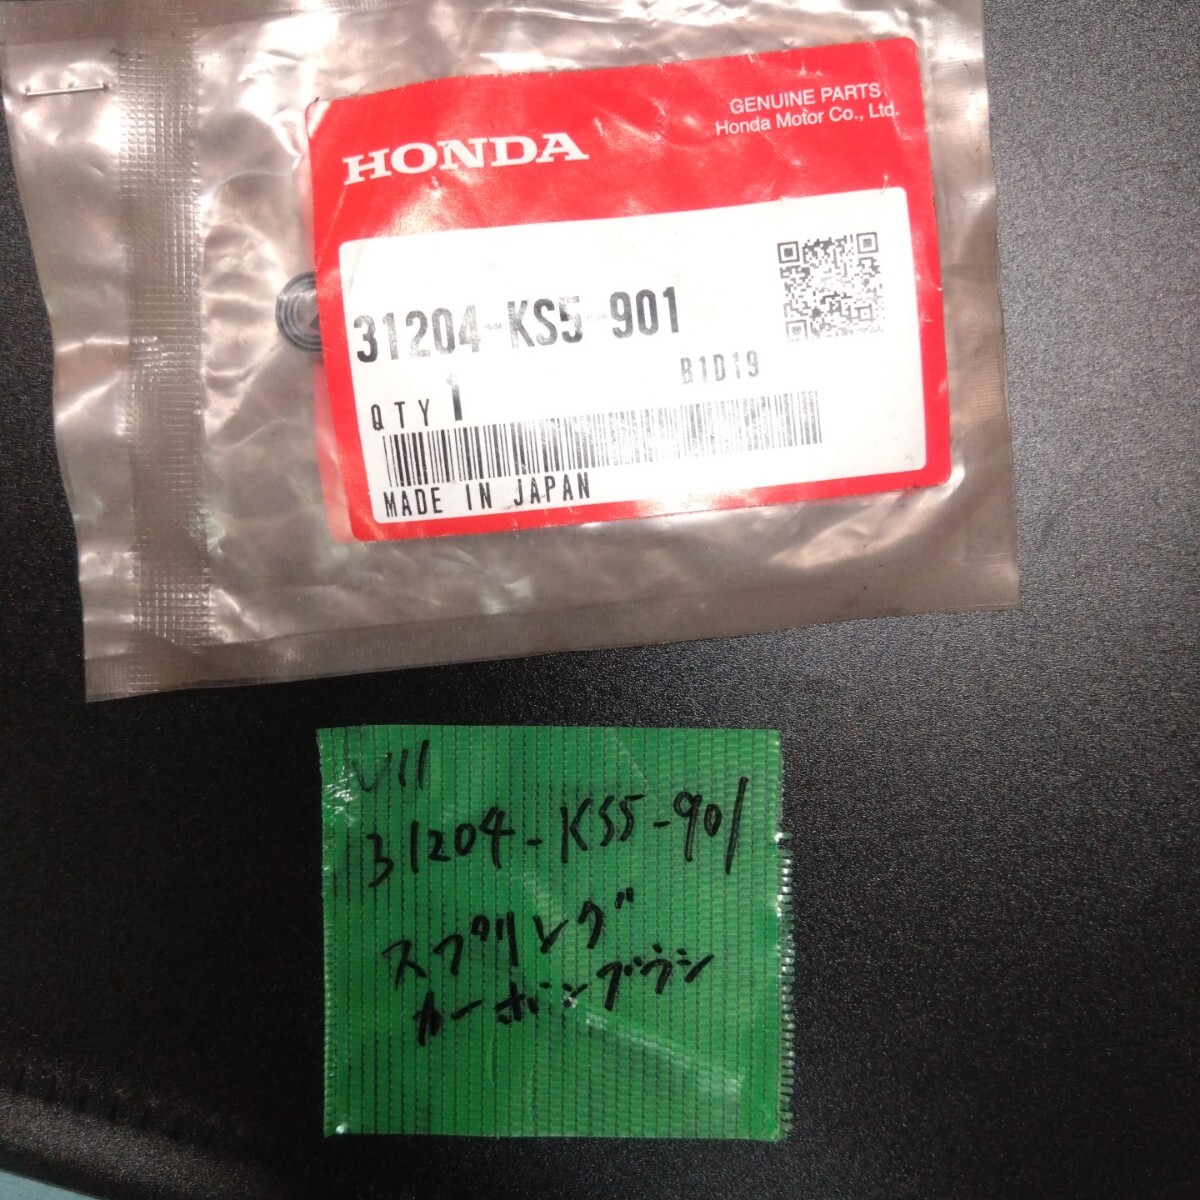 GENUINE PARTS
Honda Motor Co., Ltd.
HONDA
31204-KS5-901
B1D19
QTY 1
MADE IN JAPAN
V11
31204-KS5-901
スプリング
カーボンブラシ